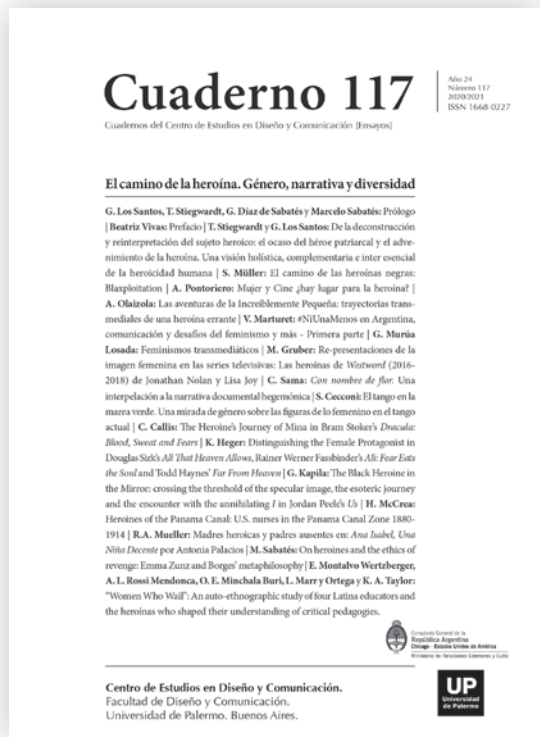 Cuaderno 117
Año 24
Número 117
2020/2021
ISSN 1668 0227
Cuadernos del Centro de Estudios en Diseño y Comunicación [Ensayos]
El camino de la heroína. Género, narrativa y diversidad
G. Los Santos, T. Stiegwardt, G. Díaz de Sabatés y Marcelo Sabatés: Prólogo
| Beatriz Vivas: Prefacio | T. Stiegwardt y G. Los Santos: De la deconstrucción
y reinterpretación del sujeto heroico: el ocaso del héroe patriarcal y el adve-
nimiento de la heroína. Una visión holística, complementaria e inter esencial
de la heroicidad humana | S. Müller: El camino de las heroínas negras:
Blaxploitation | A. Pontoriero: Mujer y Cine ¿hay lugar para la heroína? |
A. Olaizola: Las aventuras de la Increíblemente Pequeña: trayectorias trans-
mediales de una heroína errante | V. Marturet: #NiUnaMenos en Argentina,
comunicación y desafíos del feminismo y más - Primera parte | G. Murúa
Losada: Feminismos transmediáticos | M. Gruber: Re-presentaciones de la
imagen femenina en las series televisivas: Las heroínas de Westword (2016-
2018) de Jonathan Nolan y Lisa Joy | C. Sama: Con nombre de flor. Una
interpelación a la narrativa documental hegemónica | S. Cecconi: El tango en la
marea verde. Una mirada de género sobre las figuras de lo femenino en el tango
actual | C. Callis: The Heroine's Journey of Mina in Bram Stoker's Dracula:
Blood, Sweat and Fears | K. Heger: Distinguishing the Female Protagonist in
Douglas Sirk's All That Heaven Allows, Rainer Werner Fassbinder's Ali: Fear Eats
the Soul and Todd Haynes' Far From Heaven | G. Kapila: The Black Heroine in
the Mirror: crossing the threshold of the specular image, the esoteric journey
and the encounter with the annihilating I in Jordan Peele's Us | H. McCrea:
Heroines of the Panama Canal: U.S. nurses in the Panama Canal Zone 1880-
1914 | R.A. Mueller: Madres heroicas y padres ausentes en: Ana Isabel, Una
Niña Decente por Antonia Palacios | M. Sabatés: On heroines and the ethics of
revenge: Emma Zunz and Borges' metaphilosophy | E. Montalvo Wertzberger,
A. L. Rossi Mendonca, O. E. Minchala Buri, L. Marr y Ortega y K. A. Taylor:
"Women Who Wail": An auto-ethnographic study of four Latina educators and
the heroínas who shaped their understanding of critical pedagogies.
Consulado General de la
República Argentina
Chicago - Estados Unidos de América
Ministerio de Relaciones Exteriores y Culto
Centro de Estudios en Diseño y Comunicación.
Facultad de Diseño y Comunicación.
Universidad de Palermo. Buenos Aires.
UP
Universidad
de Palermo